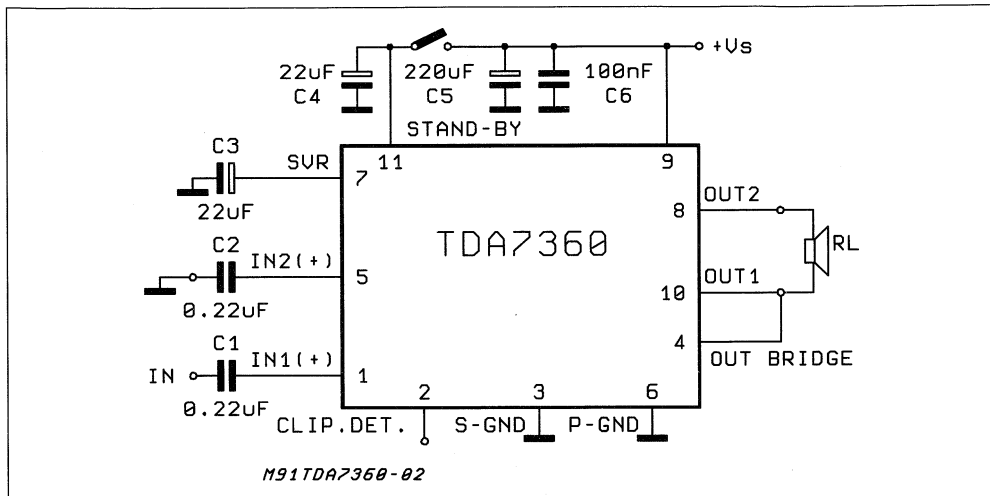 +Vs
22uF
C4
220uF
C5
100nF
C6
STAND-BY
C3
SVR
11
9
7
22uF
OUT2
8
C2
TDA7360
RL
IN2(+)
5
OUT1
10
0.22uF
C1
4
IN1(+)
OUT BRIDGE
IN
1
2
3
6
0.22uF
CLIP.DET.
S-GND
P-GND
M91TDA7360-02